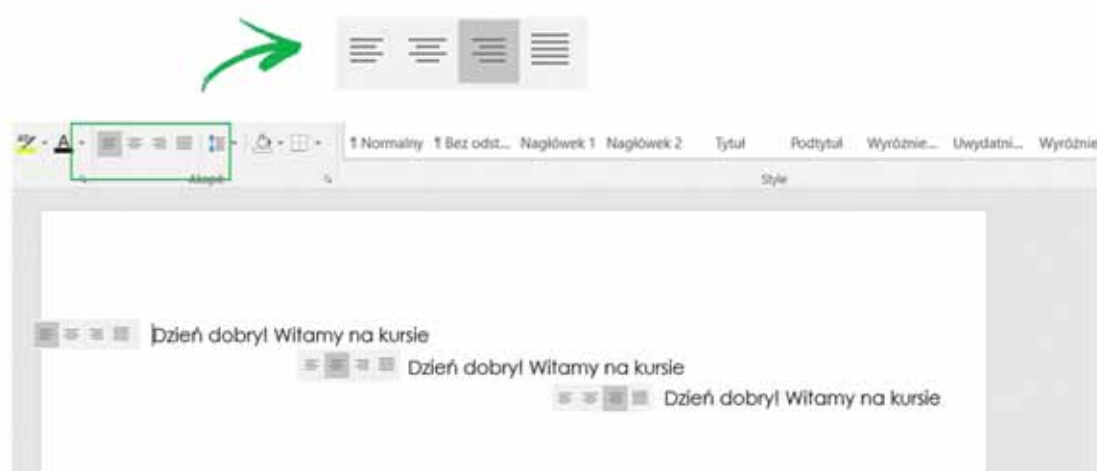 A
¶ Normalny ¶ Bez odst... Nagłówek 1 Nagłówek 2 Tytuł Podtytuł Wyróżnie... Uwydatni... Wyróżnie
Akapit Style
Dzień dobry! Witamy na kursie
Dzień dobry! Witamy na kursie
Dzień dobry! Witamy na kursie